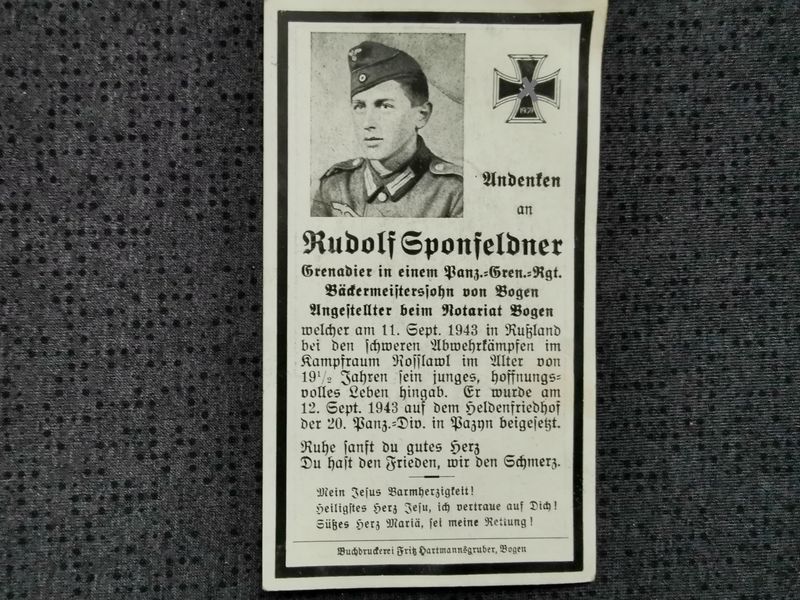 1939
Andenken
an
Rudolf Sponfeldner
Grenadier in einem Panz.=Gren.=Rgt.
Bäckermeisterssohn von Bogen
Angestellter beim Notariat Bogen
welcher am 11. Sept. 1943 in Rußland
bei den schweren Abwehrkämpfen im
Kampfraum Rosslawl im Alter von
19½ Jahren sein junges, hoffnungs=
volles Leben hingab. Er wurde am
12. Sept. 1943 auf dem Heldenfriedhof
der 20. Panz.=Div. in Pazyn beigesetzt.
Ruhe sanft du gutes Herz
Du hast den Frieden, wir den Schmerz.
Mein Jesus Barmherzigkeit!
Heiligstes Herz Jesu, ich vertraue auf Dich!
Süßes Herz Mariä, sei meine Rettung!
Buchdruckerei Fritz Hartmannsgruber, Bogen